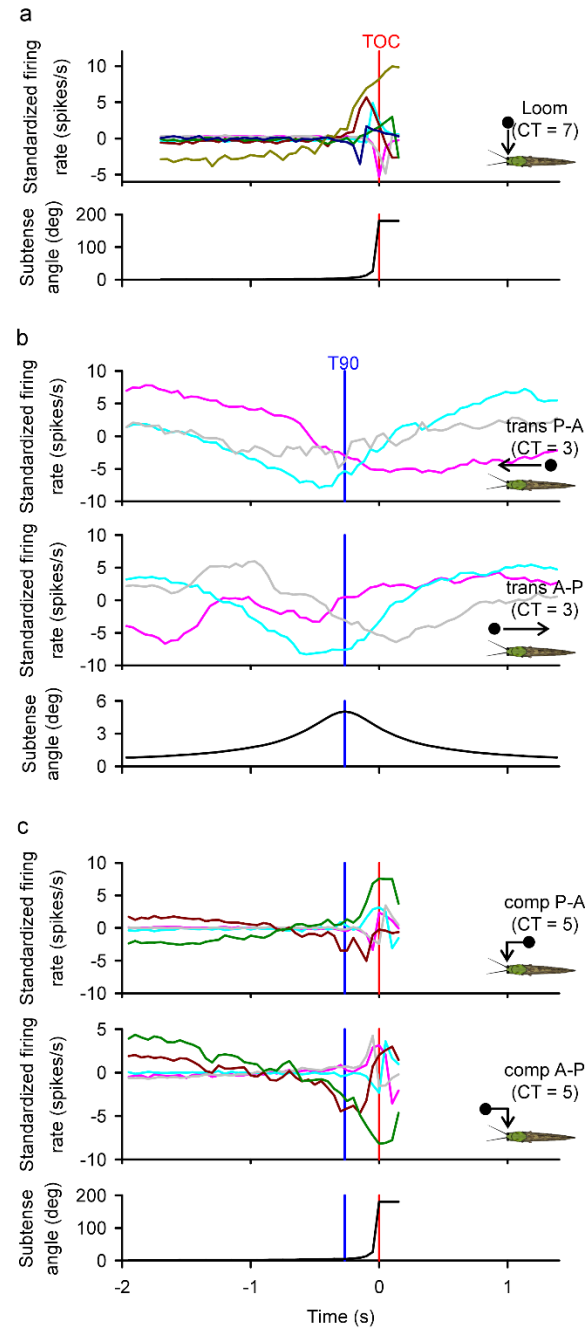 a
TOC
Standardized firing
rate (spikes/s)
10
5
0
-5
Loom
(CT = 7)
Subtense
angle (deg)
200
100
0
b
T90
Standardized firing
rate (spikes/s)
10
5
0
-5
-10
trans P-A
(CT = 3)
Standardized firing
rate (spikes/s)
10
5
0
-5
-10
trans A-P
(CT = 3)
Subtense
angle (deg)
6
3
0
c
Standardized firing
rate (spikes/s)
10
5
0
-5
-10
comp P-A
(CT = 5)
Standardized firing
rate (spikes/s)
5
0
-5
-10
comp A-P
(CT = 5)
Subtense
angle (deg)
200
100
0
-2 -1 0 1
Time (s)